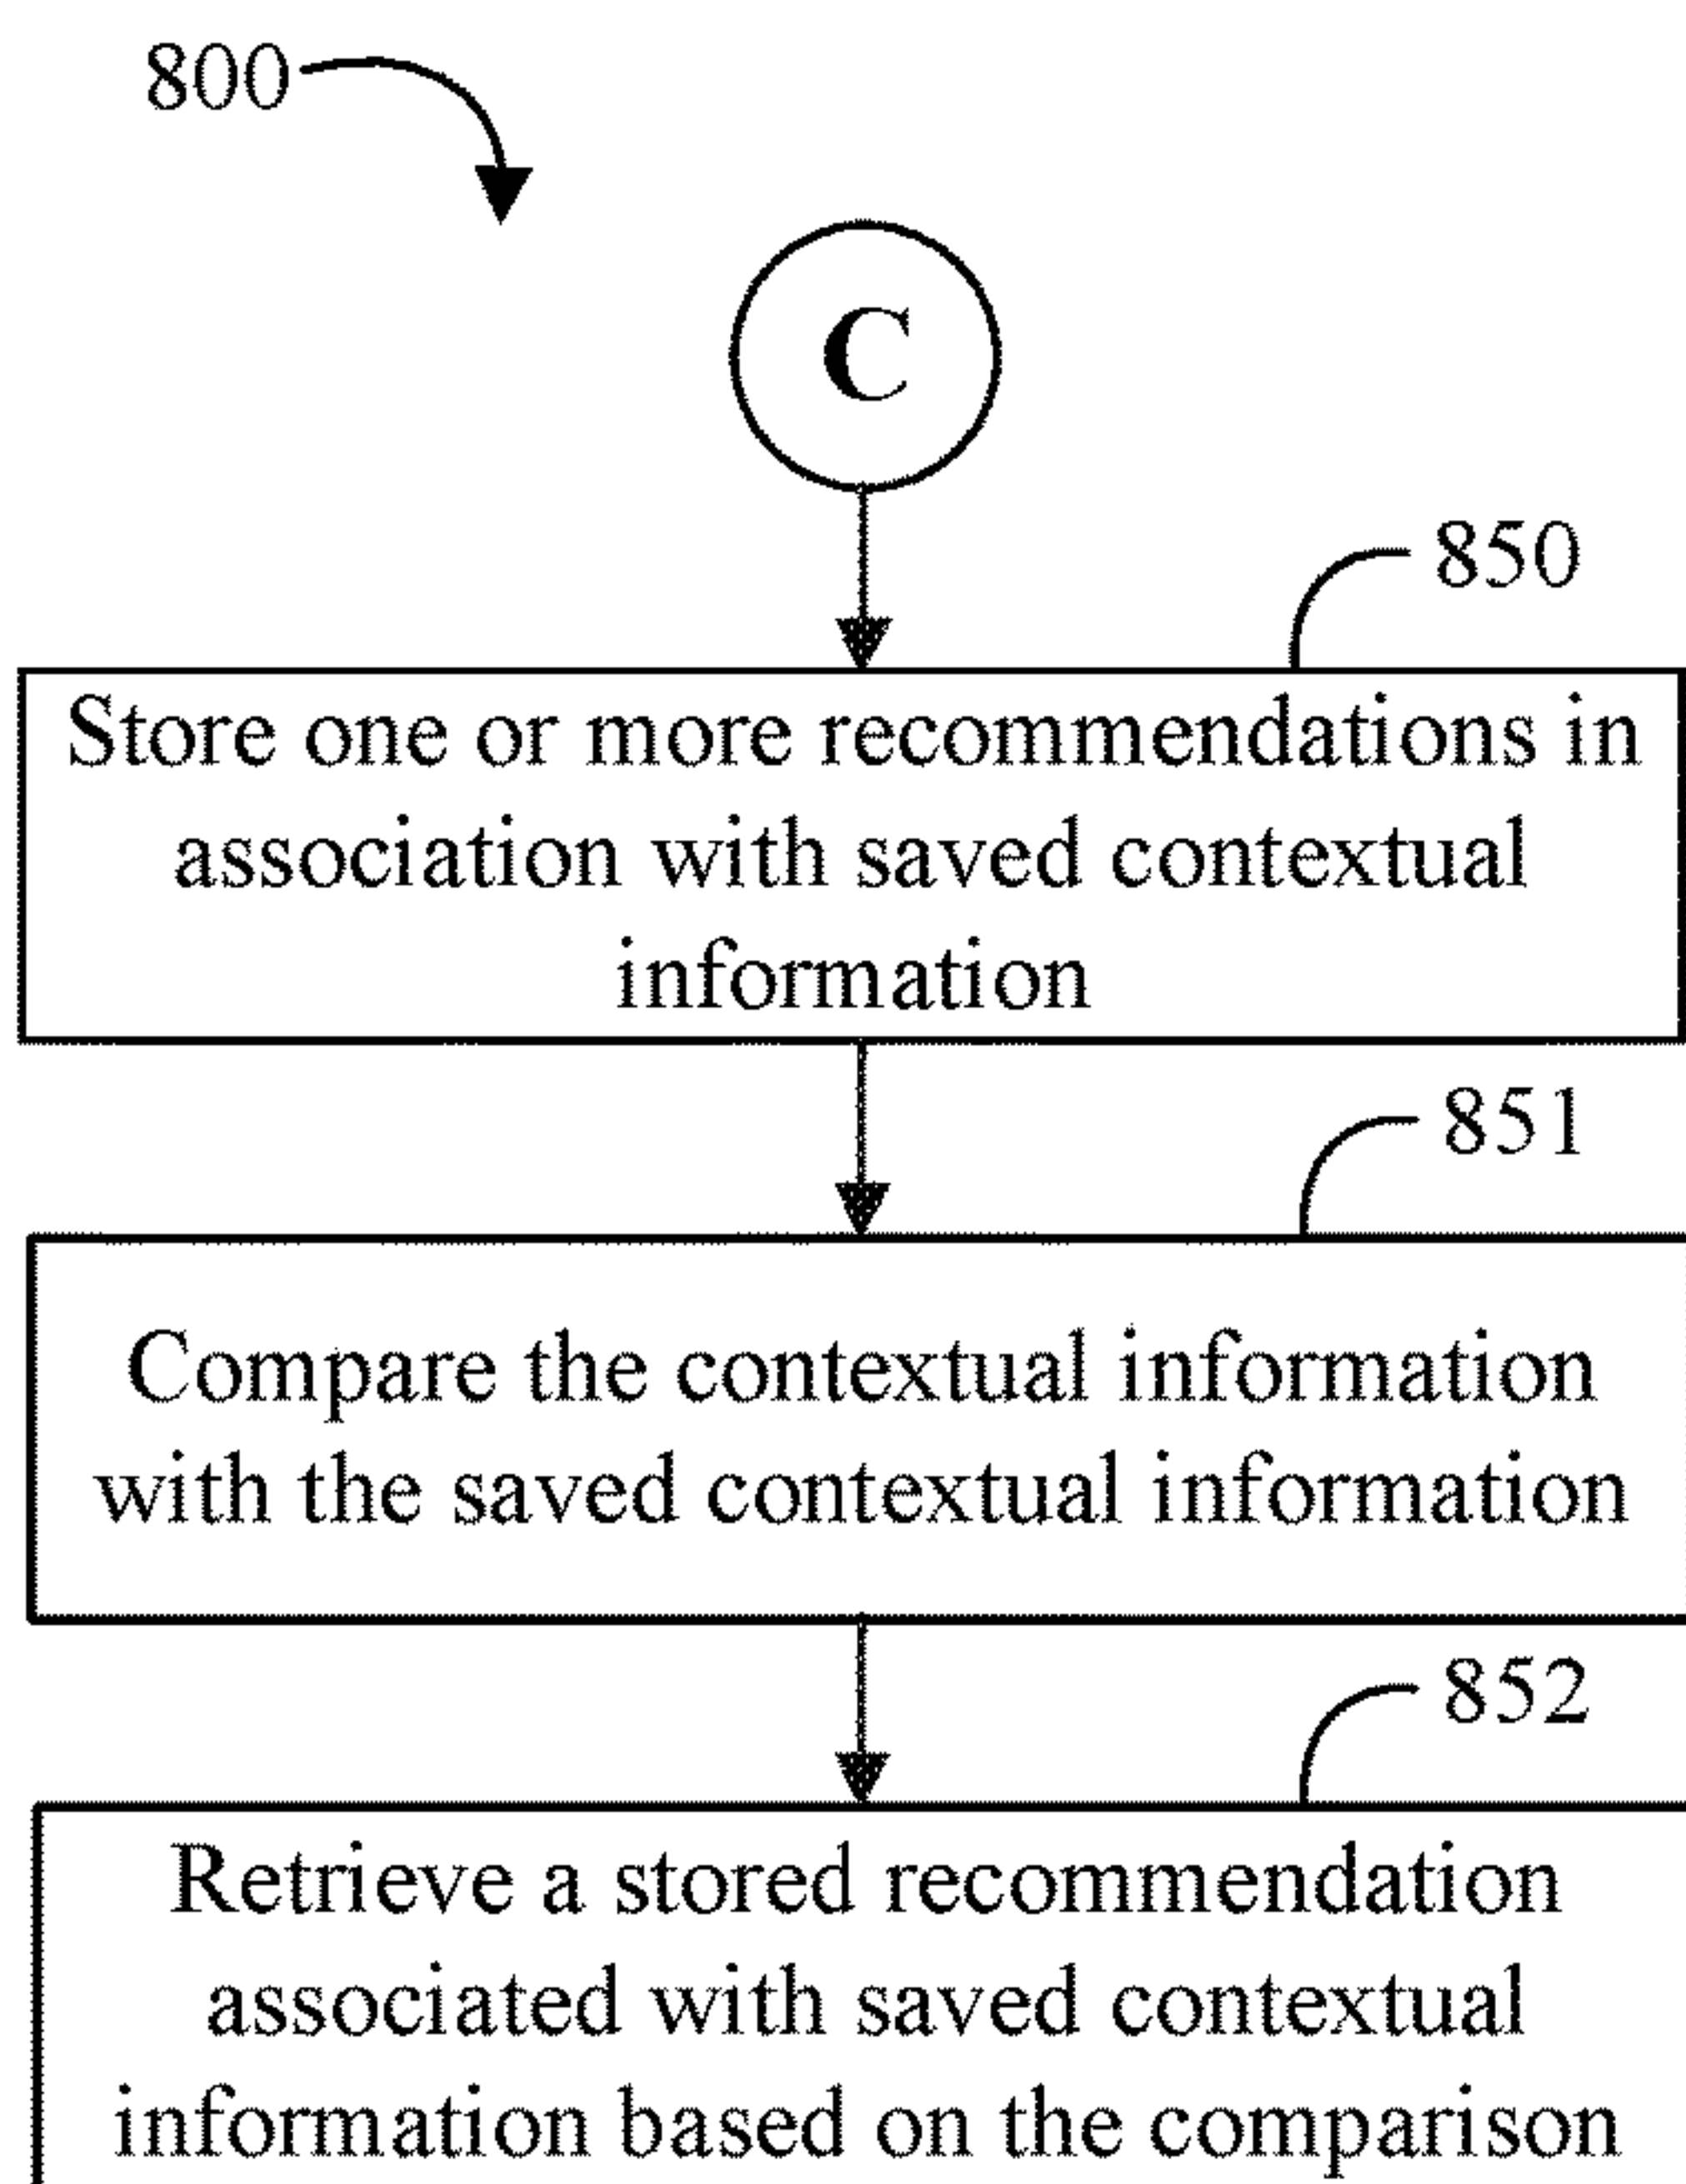 800
C
850
Store one or more recommendations in
association with saved contextual
information
851
Compare the contextual information
with the saved contextual information
852
Retrieve a stored recommendation
associated with saved contextual
information based on the comparison